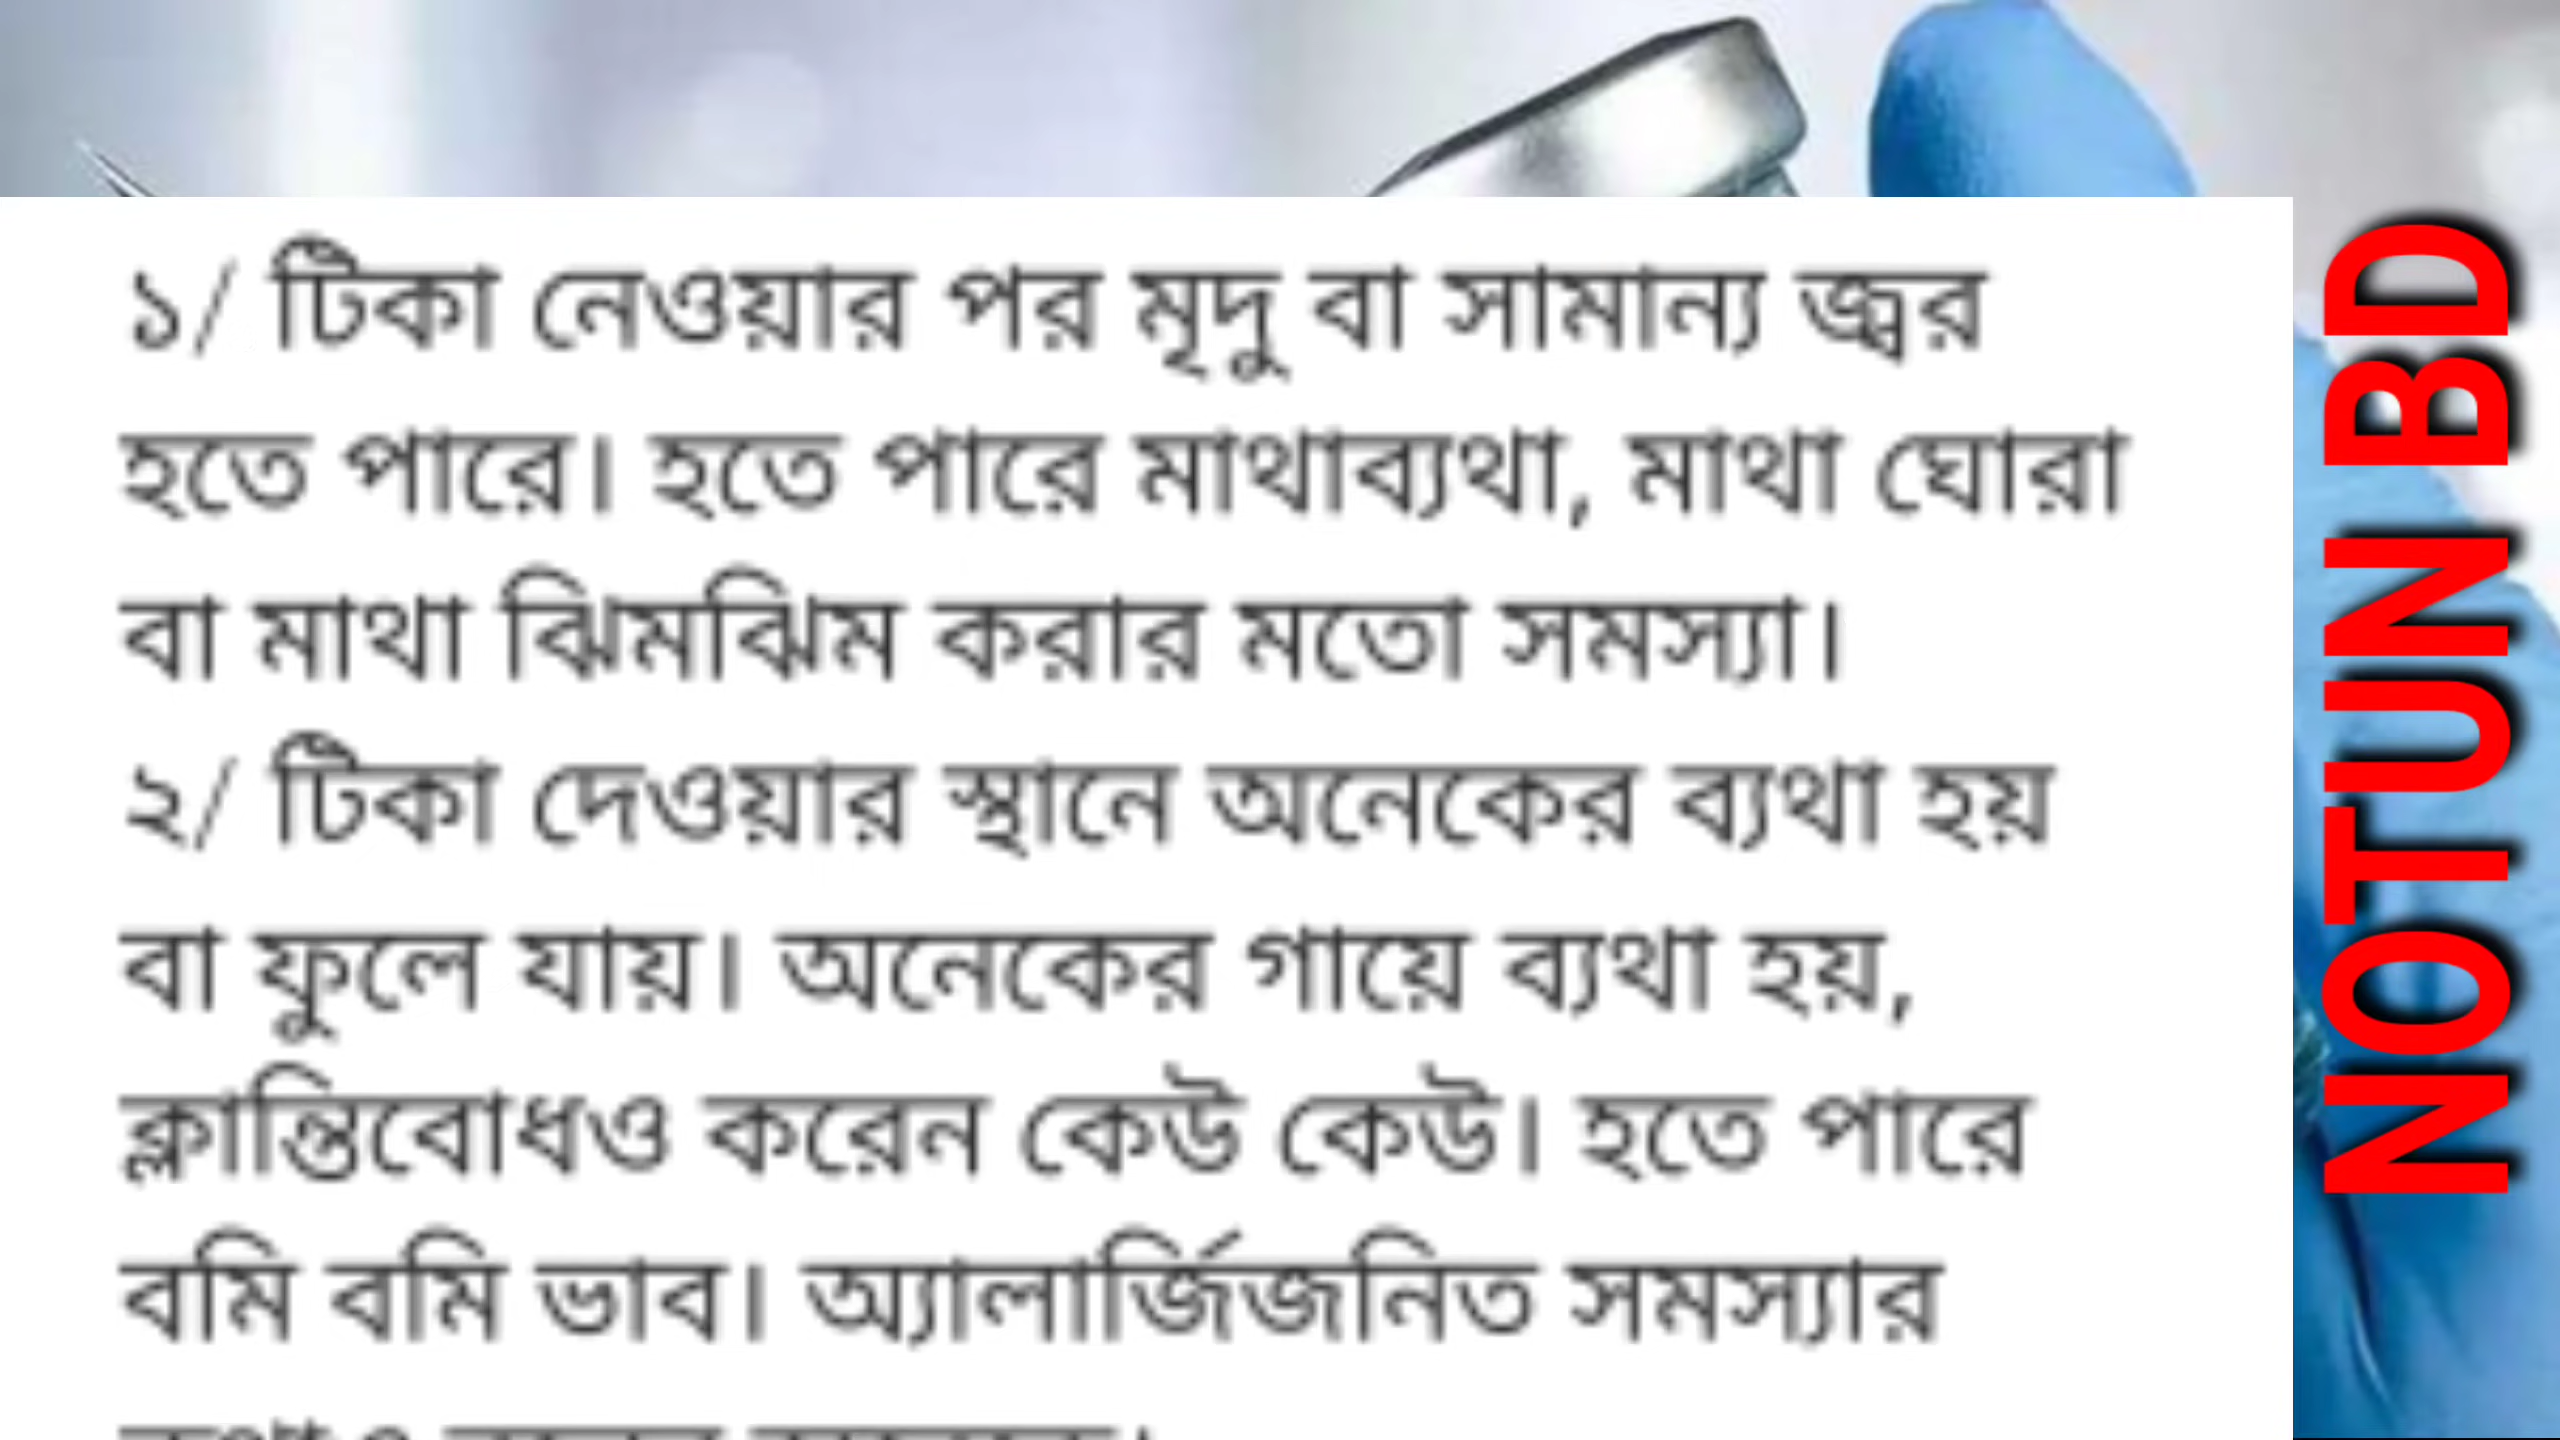 ১/ টিকা নেওয়ার পর মৃদু বা সামান্য জ্বর
হতে পারে। হতে পারে মাথাব্যথা, মাথা ঘোরা
বা মাথা ঝিমঝিম করার মতো সমস্যা।
২/ টিকা দেওয়ার স্থানে অনেকের ব্যথা হয়
বা ফুলে যায়। অনেকের গায়ে ব্যথা হয়,
ক্লান্তিবোধও করেন কেউ কেউ। হতে পারে
বমি বমি ভাব। অ্যালার্জিজনিত সমস্যার
NOTUN BD